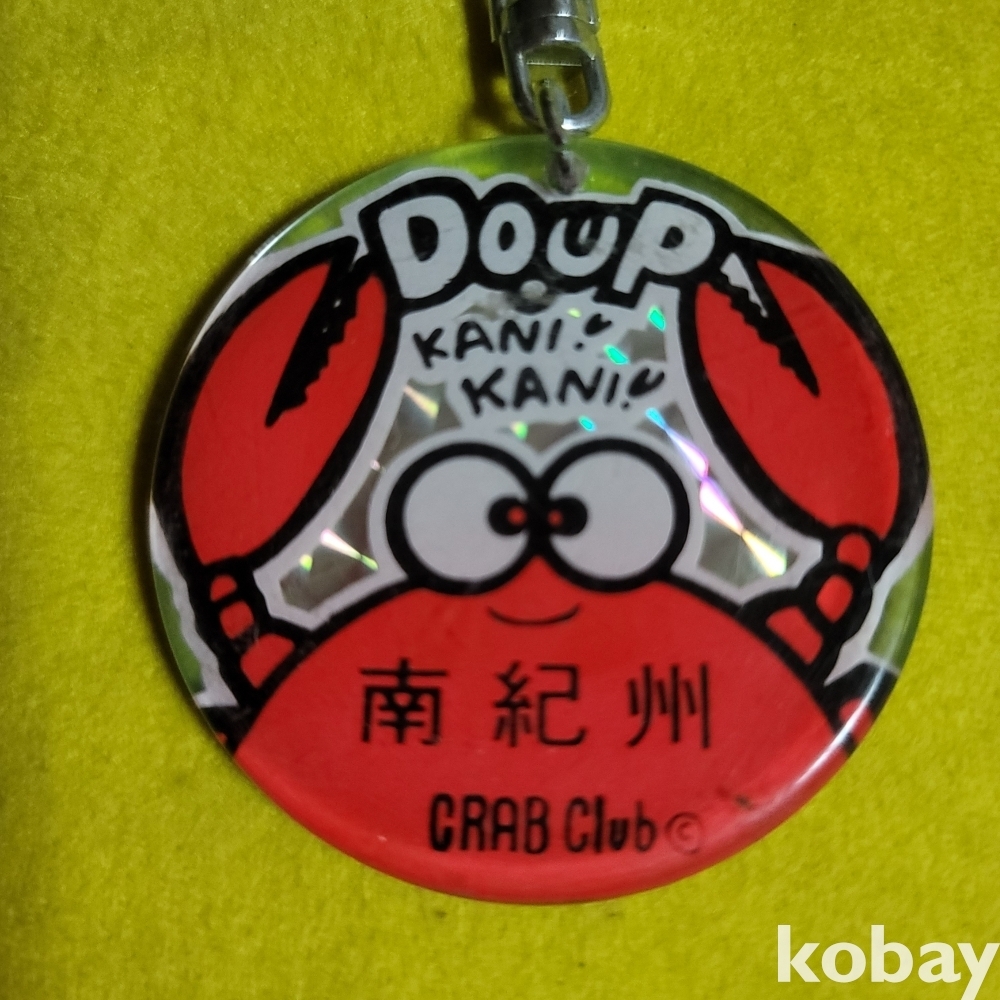 DouP
KANI!
KANI!
南紀州
CRAB Club ©
kobay